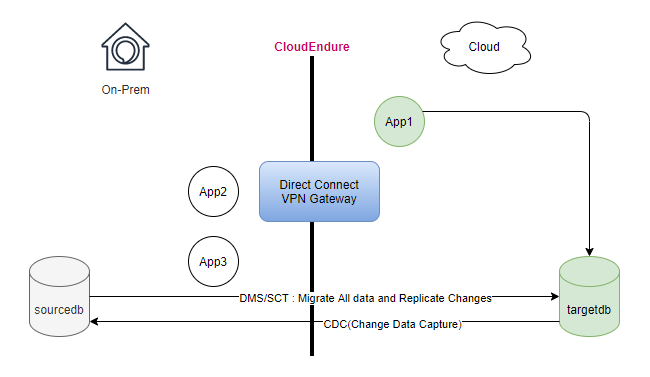 CloudEndure
Cloud
On-Prem
App1
Direct Connect
VPN Gateway
App2
App3
DMS/SCT : Migrate All data and Replicate Changes
sourcedb
targetdb
CDC(Change Data Capture)